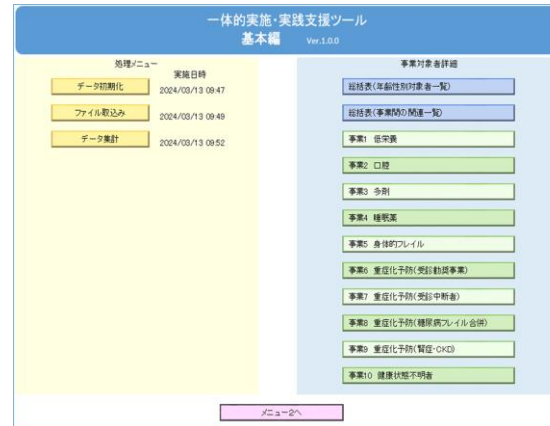 一体的実施・実践支援ツール
基本編 Ver.1.0.0
処理メニュー
実施日時
データ初期化 2024/03/13 09:47
ファイル取込み 2024/03/13 09:49
データ集計 2024/03/13 09:52
事業対象者詳細
総括表(年齢性別対象者一覧)
総括表(事業間の関連一覧)
事業1 低栄養
事業2 口腔
事業3 多剤
事業4 睡眠薬
事業5 身体的フレイル
事業6 重症化予防(受診勧奨事業)
事業7 重症化予防(受診中断者)
事業8 重症化予防(糖尿病フレイル合併)
事業9 重症化予防(腎症・CKD)
事業10 健康状態不明者
メニュー2へ